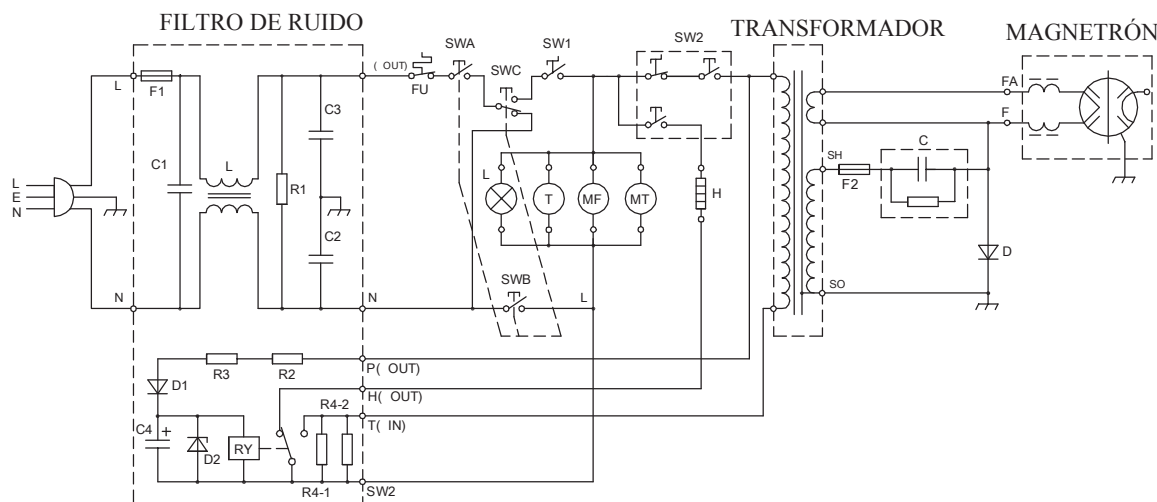 FILTRO DE RUIDO
TRANSFORMADOR
MAGNETRÓN
( OUT)
SWA
SW1
SW2
SWC
L
F1
FU
FA
F
C3
C1
L
R1
L
T
MF
MT
H
SH
F2
C
L
E
N
C2
D
SWB
N
N
L
SO
R3
R2
P( OUT)
D1
H( OUT)
R4-2
T( IN)
C4
+
D2
RY
R4-1
SW2